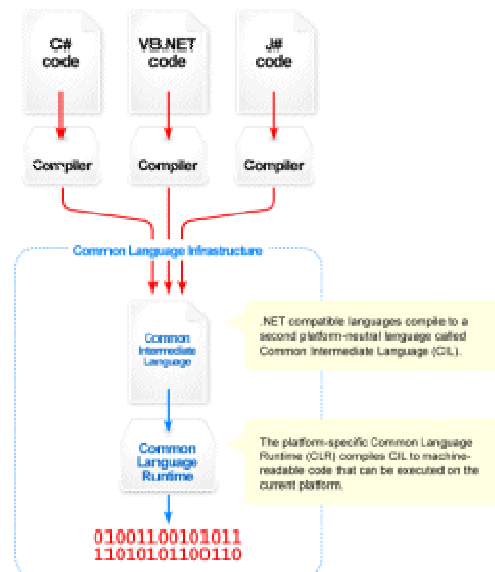 C#
code
VB.NET
code
J#
code
Compiler
Compiler
Compiler
Common Language Infrastructure
Common
Intermediate
Language
.NET compatible languages compile to a
second platform-neutral language called
Common Intermediate Language (CIL).
Common
Language
Runtime
The platform-specific Common Language
Runtime (CLR) compiles CIL to machine-
readable code that can be executed on the
current platform.
01001100101011
11010101100110